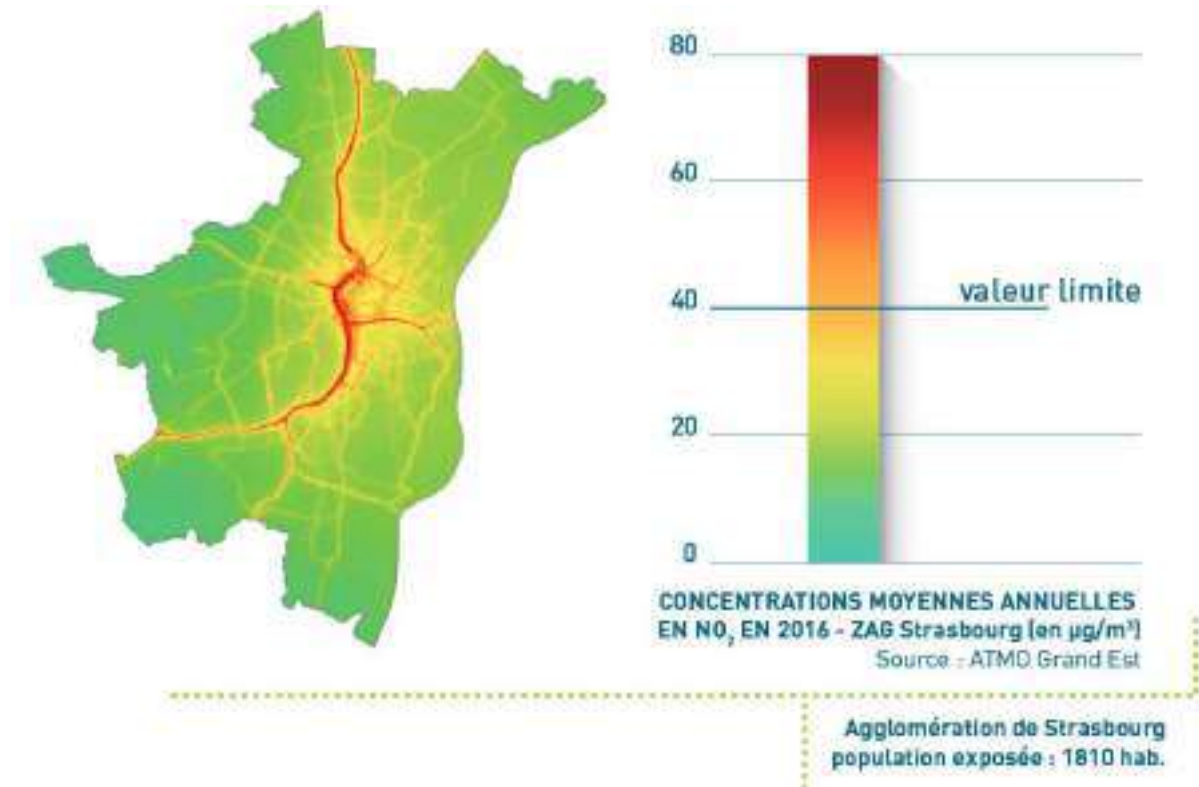 80
60
valeur limite
40
20
0
CONCENTRATIONS MOYENNES ANNUELLES
EN NO₂ EN 2016 - ZAG Strasbourg (en µg/m³)
Source : ATMO Grand Est
Agglomération de Strasbourg
population exposée : 1810 hab.